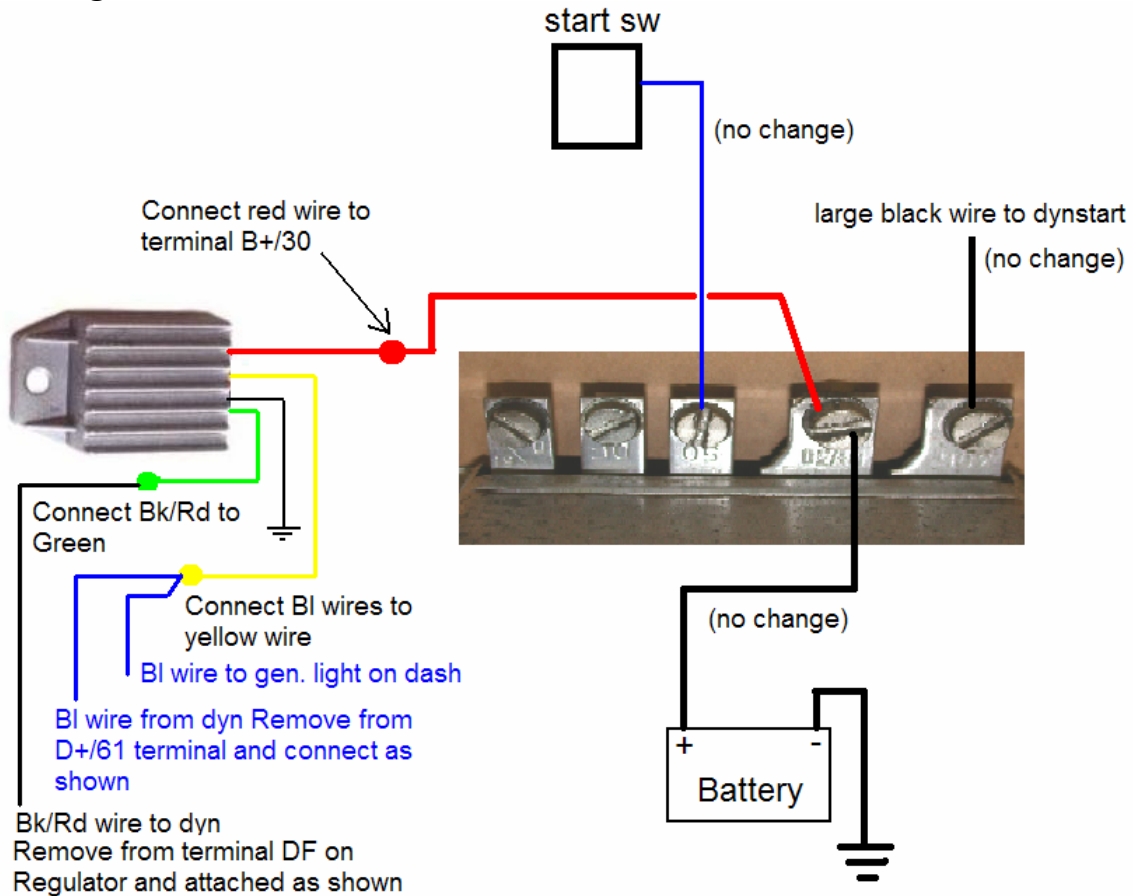 start sw
(no change)
Connect red wire to
terminal B+/30
large black wire to dynstart
(no change)
Connect Bk/Rd to
Green
Connect Bl wires to
yellow wire
(no change)
Bl wire to gen. light on dash
Bl wire from dyn Remove from
D+/61 terminal and connect as
shown
+ -
Battery
Bk/Rd wire to dyn
Remove from terminal DF on
Regulator and attached as shown